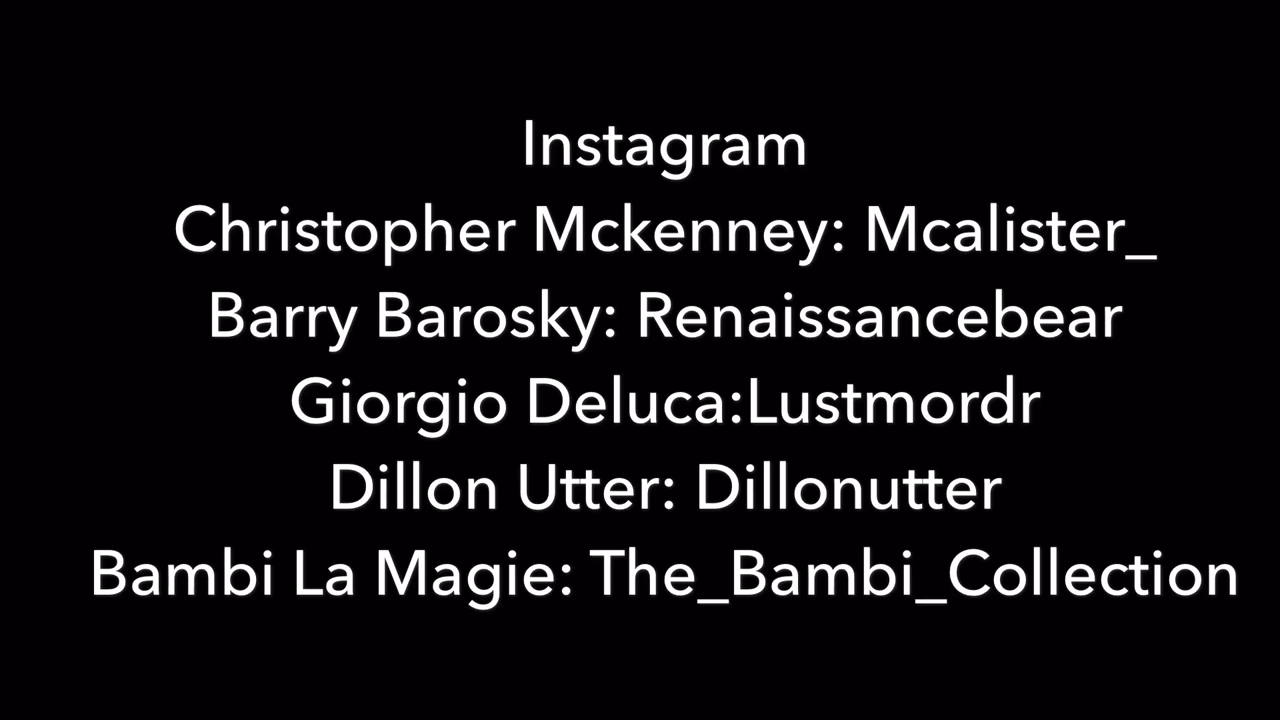 Instagram
Christopher Mckenney: Mcalister_
Barry Barosky: Renaissancebear
Giorgio Deluca:Lustmordr
Dillon Utter: Dillonutter
Bambi La Magie: The_Bambi_Collection